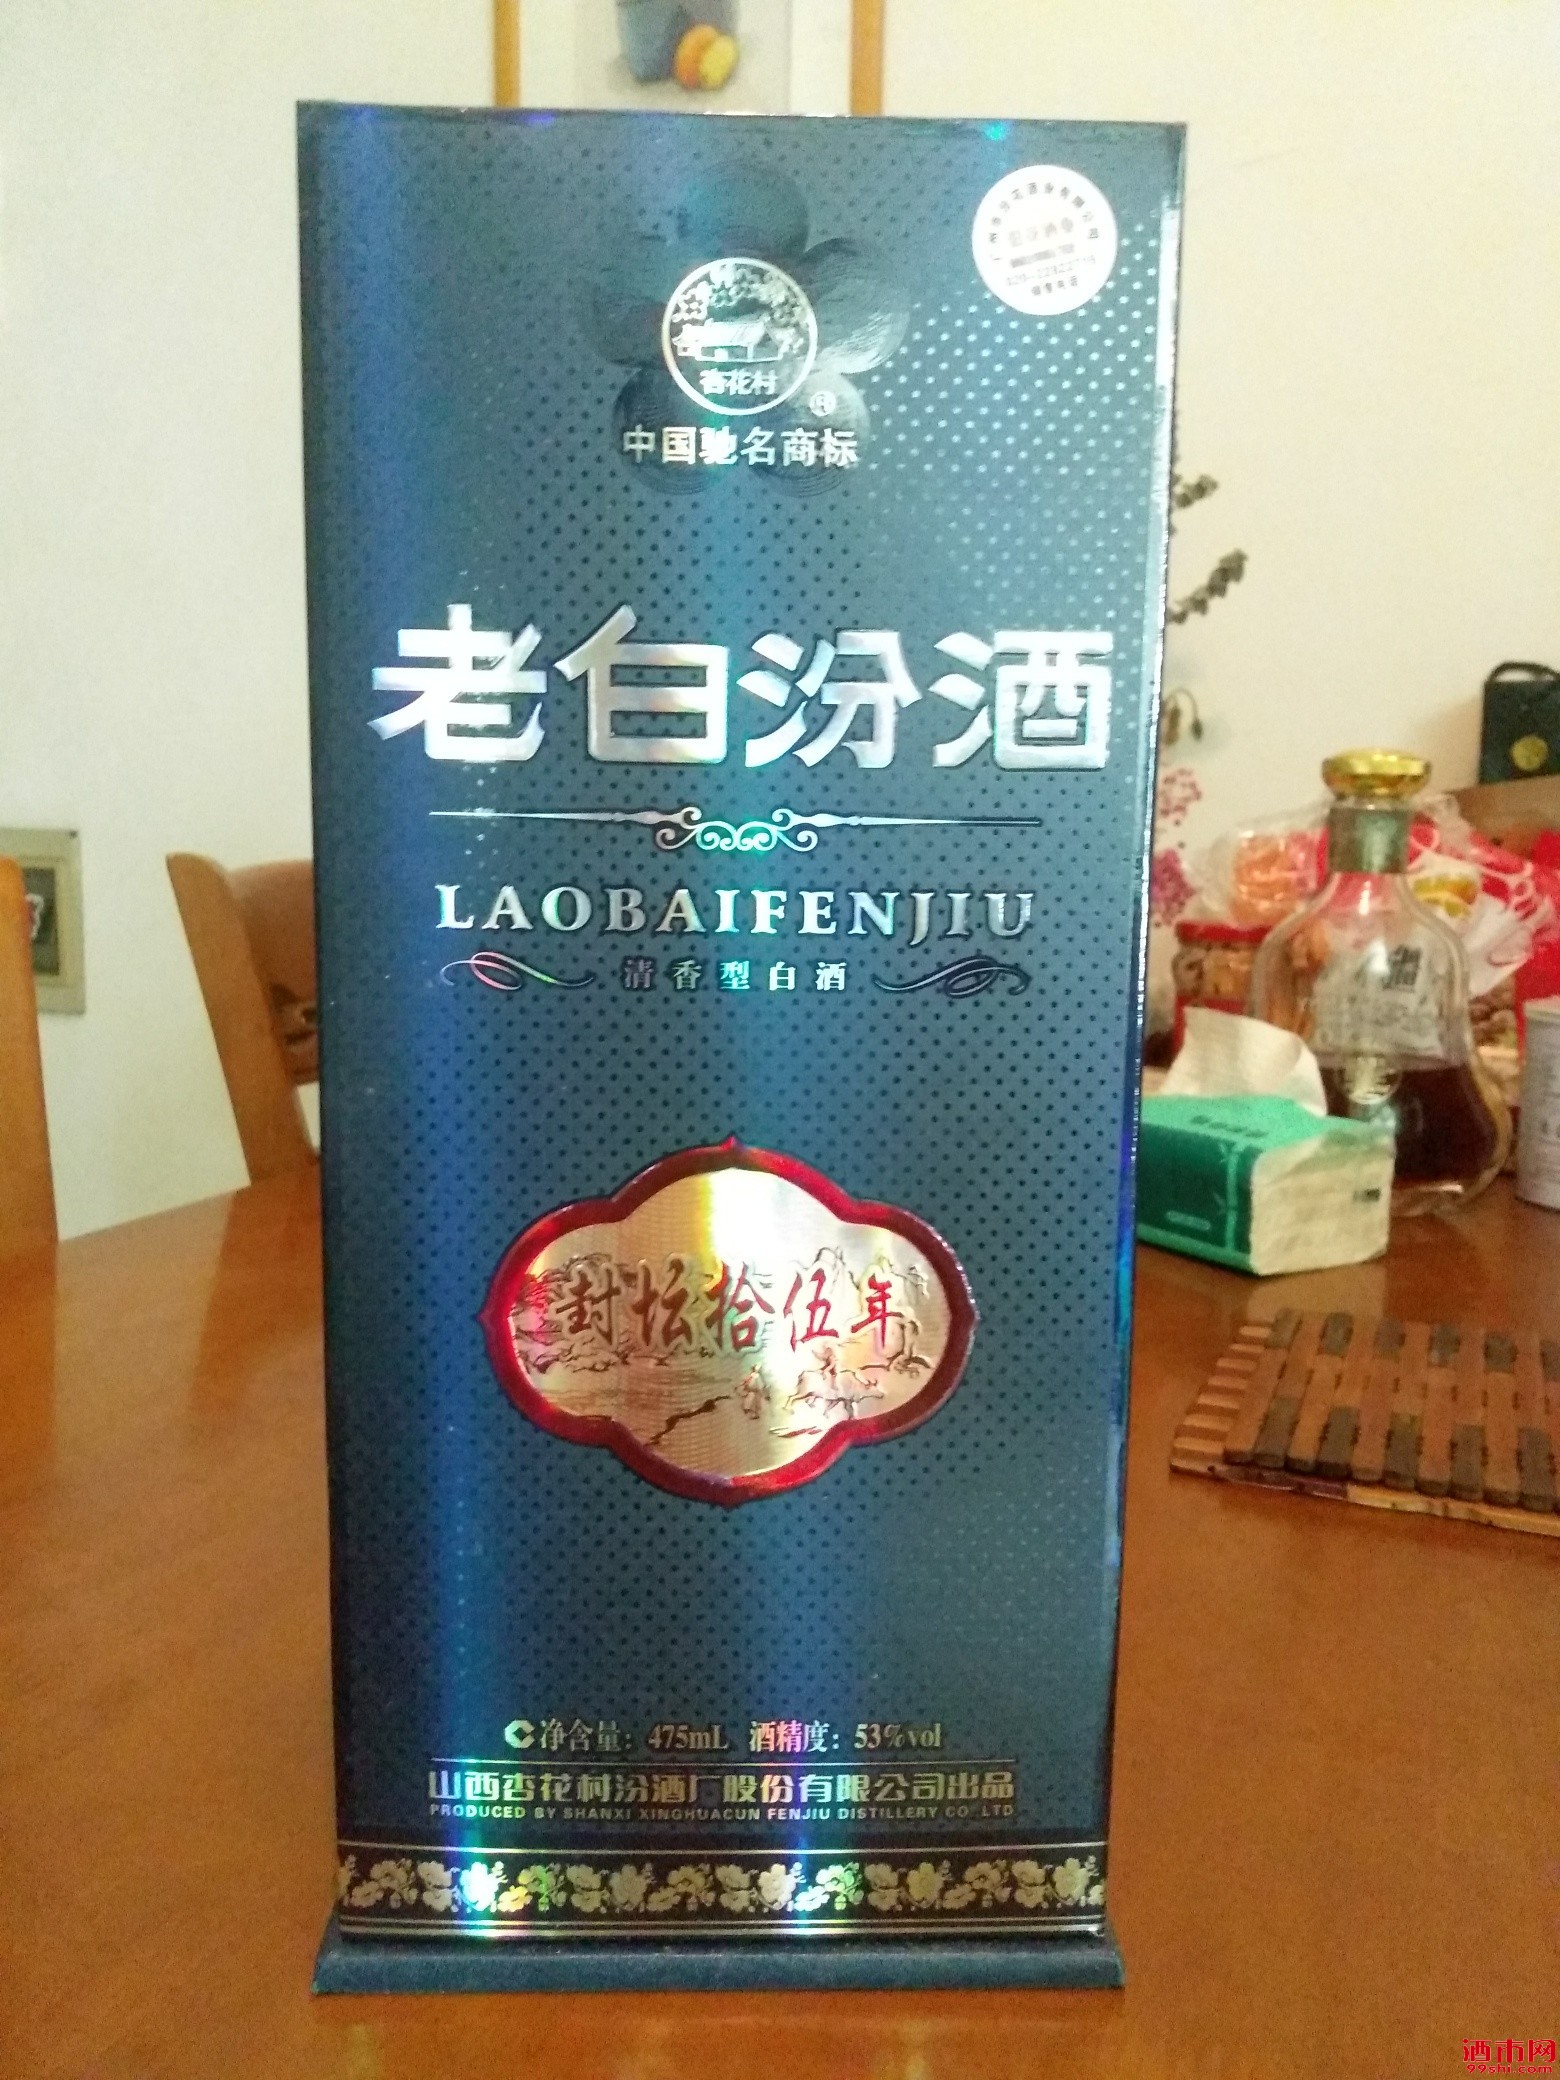 杏花村
®
中国驰名商标
老白汾酒
LAOBAIFENJIU
清香型白酒
封坛拾伍年
净含量：475mL 酒精度：53%vol
山西杏花村汾酒厂股份有限公司出品
PRODUCED BY SHANXI XINGHUACUN FENJIU DISTILLERY CO.,LTD
酒市网
99shi.com